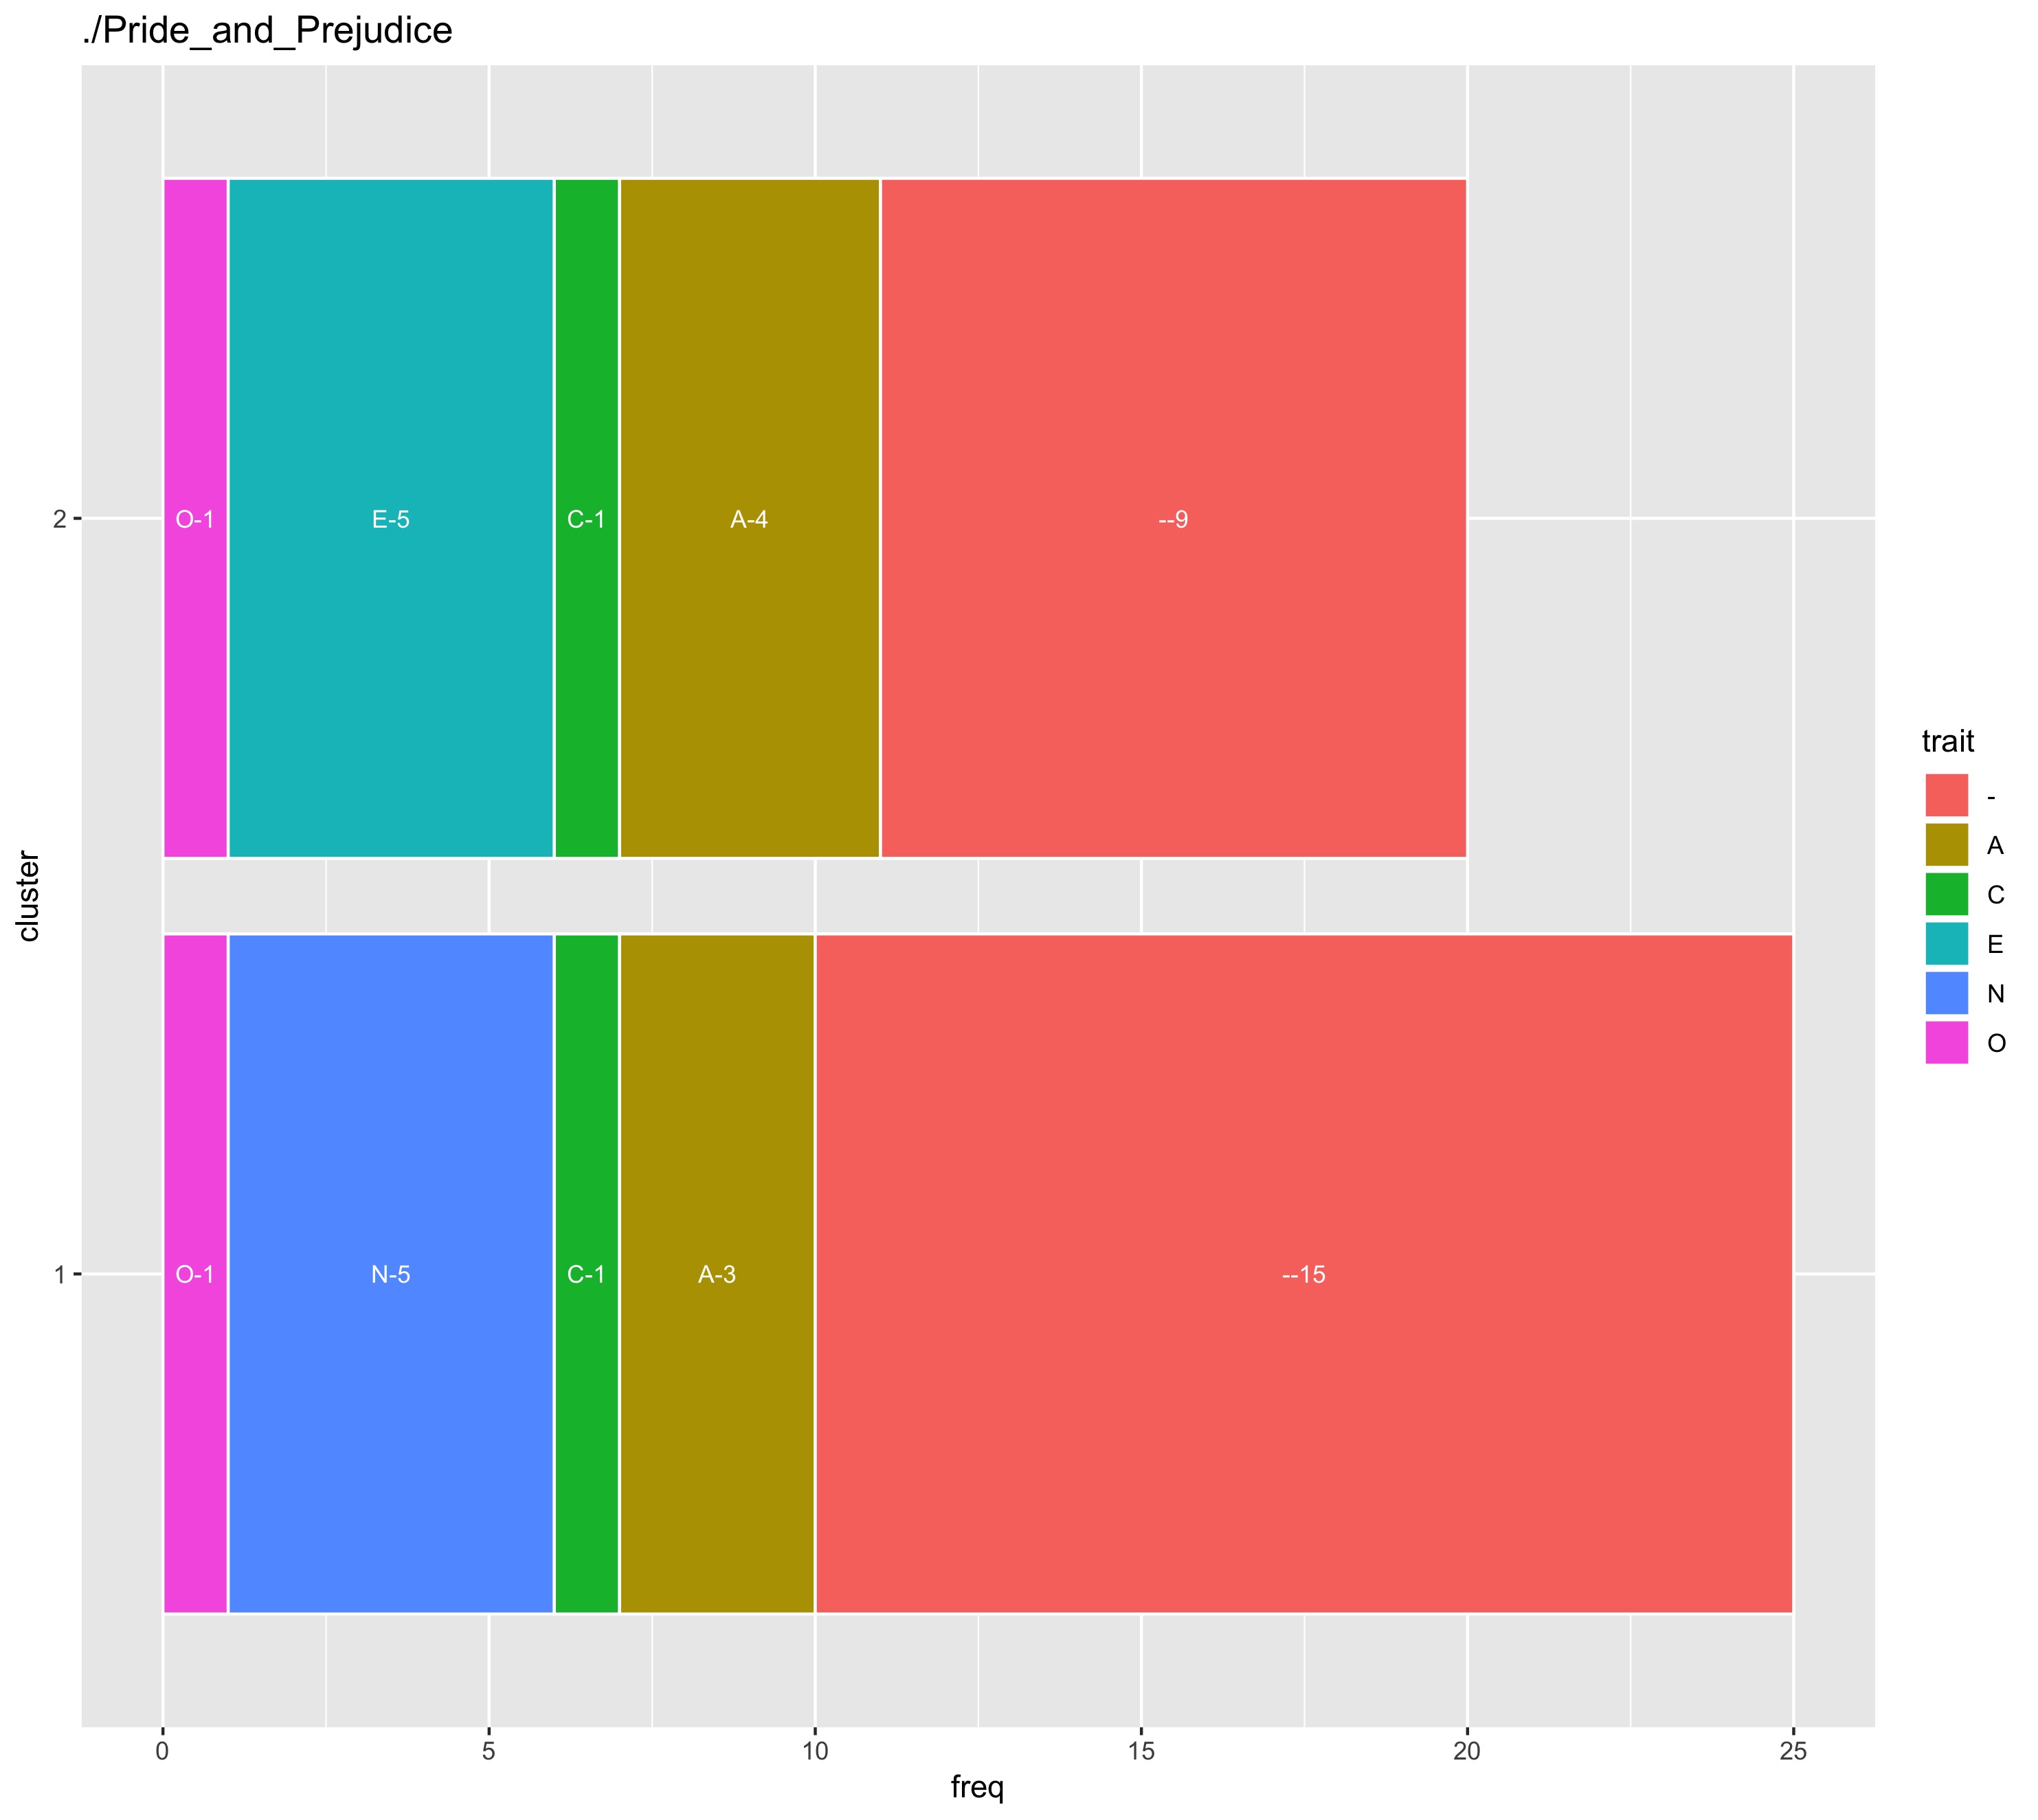 ./Pride_and_Prejudice
cluster
2
O-1 E-5 C-1 A-4 --9
1
O-1 N-5 C-1 A-3 --15
0 5 10 15 20 25
freq
trait
-
A
C
E
N
O